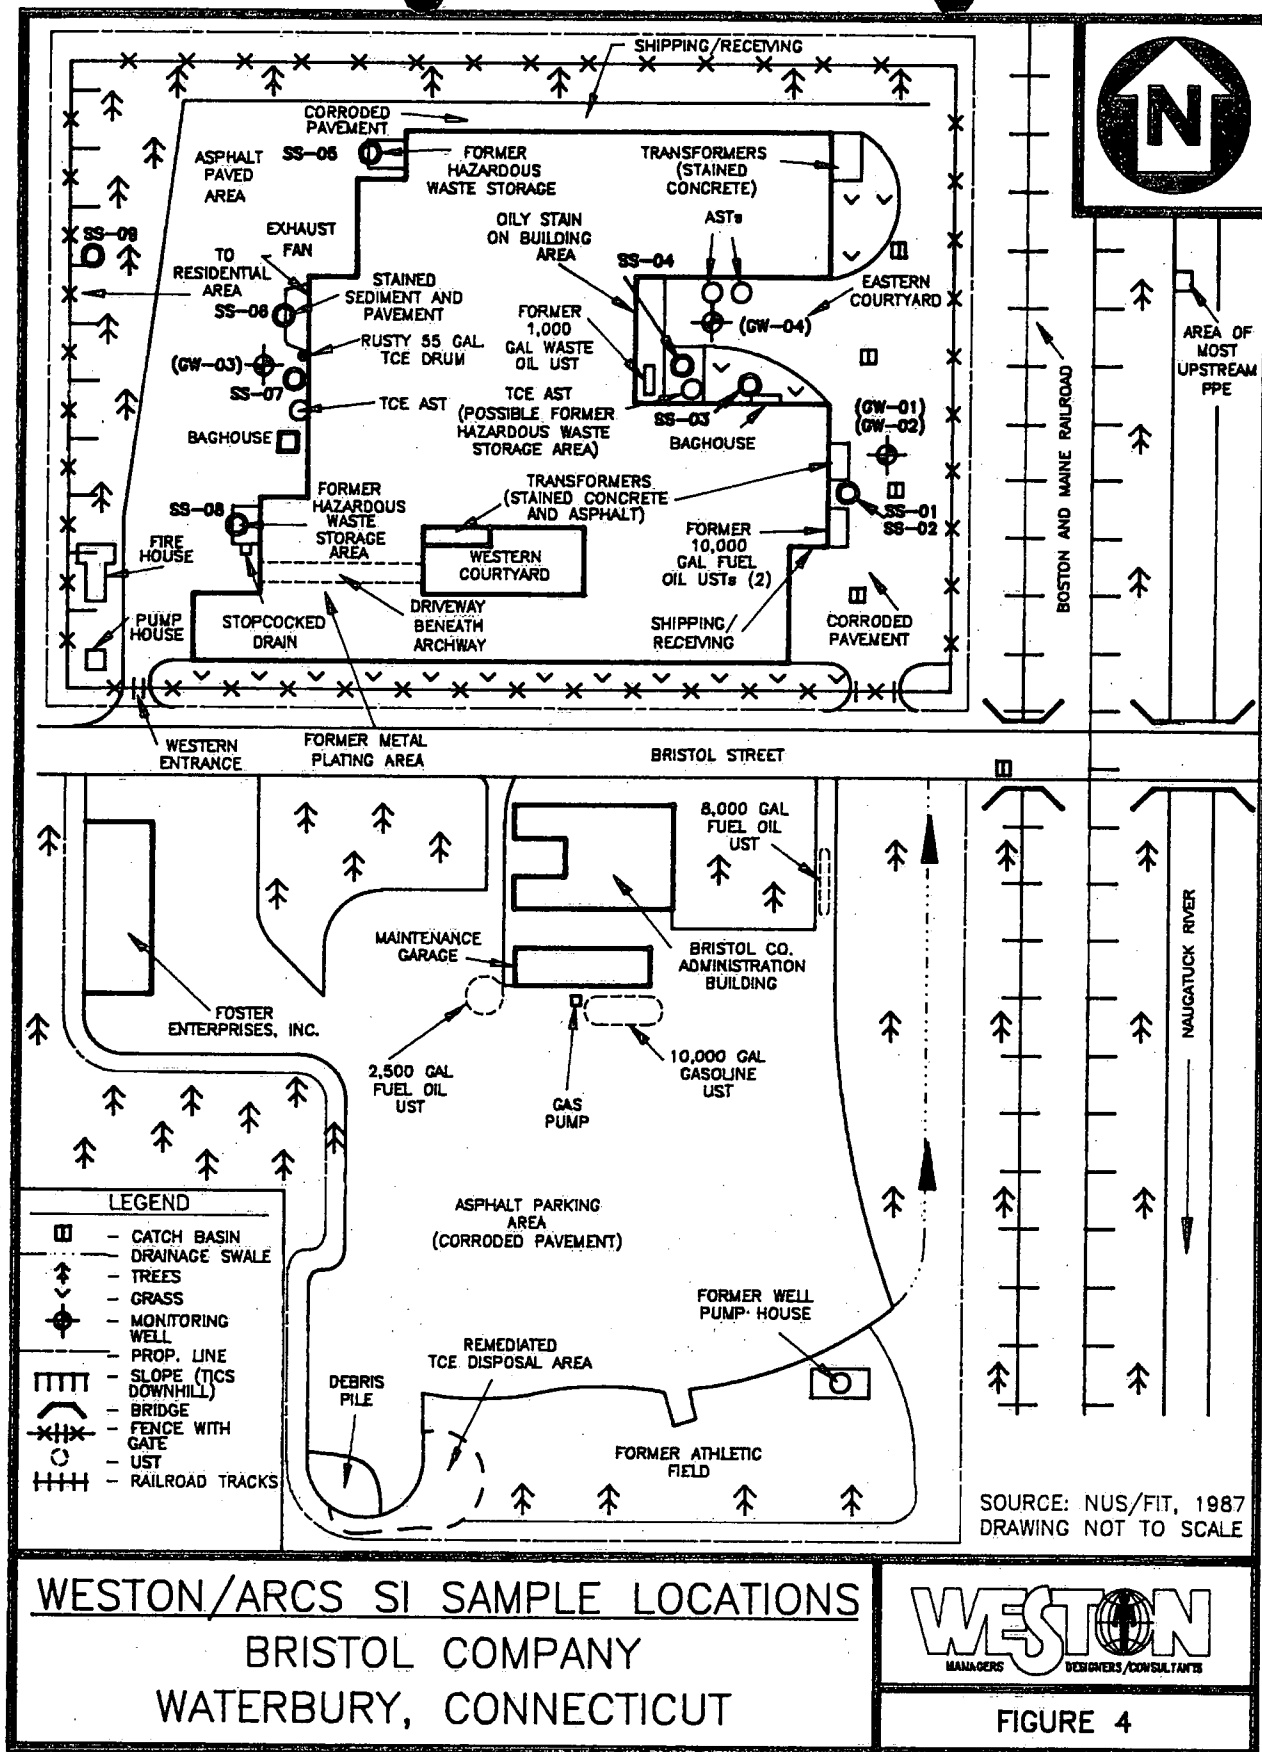 SHIPPING/RECEIVING
N
CORRODED
PAVEMENT
SS-05
FORMER
HAZARDOUS
WASTE STORAGE
TRANSFORMERS
(STAINED
CONCRETE)
ASPHALT
PAVED
AREA
OILY STAIN
ON BUILDING
AREA
ASTs
EXHAUST
FAN
SS-09
TO
RESIDENTIAL
AREA
SS-04
STAINED
SEDIMENT AND
PAVEMENT
EASTERN
COURTYARD
SS-06
FORMER
1,000
GAL WASTE
OIL UST
(GW-04)
RUSTY 55 GAL.
TCE DRUM
AREA OF
MOST
UPSTREAM
PPE
(GW-03)
SS-07
TCE AST
TCE AST
(POSSIBLE FORMER
HAZARDOUS WASTE
STORAGE AREA)
SS-03
BAGHOUSE
(GW-01)
(GW-02)
BOSTON AND MAINE RAILROAD
BAGHOUSE
TRANSFORMERS
(STAINED CONCRETE
AND ASPHALT)
FORMER
HAZARDOUS
WASTE
STORAGE
AREA
SS-08
SS-01
SS-02
FORMER
10,000
GAL FUEL
OIL USTs (2)
FIRE
HOUSE
WESTERN
COURTYARD
PUMP
HOUSE
STOPCOCKED
DRAIN
DRIVEWAY
BENEATH
ARCHWAY
SHIPPING/
RECEIVING
CORRODED
PAVEMENT
WESTERN
ENTRANCE
FORMER METAL
PLATING AREA
BRISTOL STREET
8,000 GAL
FUEL OIL
UST
MAINTENANCE
GARAGE
BRISTOL CO.
ADMINISTRATION
BUILDING
NAUGATUCK RIVER
FOSTER
ENTERPRISES, INC.
2,500 GAL
FUEL OIL
UST
GAS
PUMP
10,000 GAL
GASOLINE
UST
ASPHALT PARKING
AREA
(CORRODED PAVEMENT)
LEGEND
- CATCH BASIN
- DRAINAGE SWALE
- TREES
- GRASS
- MONITORING
WELL
- PROP. LINE
- SLOPE (TICS
DOWNHILL)
- BRIDGE
- FENCE WITH
GATE
- UST
- RAILROAD TRACKS
FORMER WELL
PUMP HOUSE
REMEDIATED
TCE DISPOSAL AREA
DEBRIS
PILE
FORMER ATHLETIC
FIELD
SOURCE: NUS/FIT, 1987
DRAWING NOT TO SCALE
WESTON/ARCS SI SAMPLE LOCATIONS
BRISTOL COMPANY
WATERBURY, CONNECTICUT
WESTON
MANAGERS DESIGNERS/CONSULTANTS
FIGURE 4